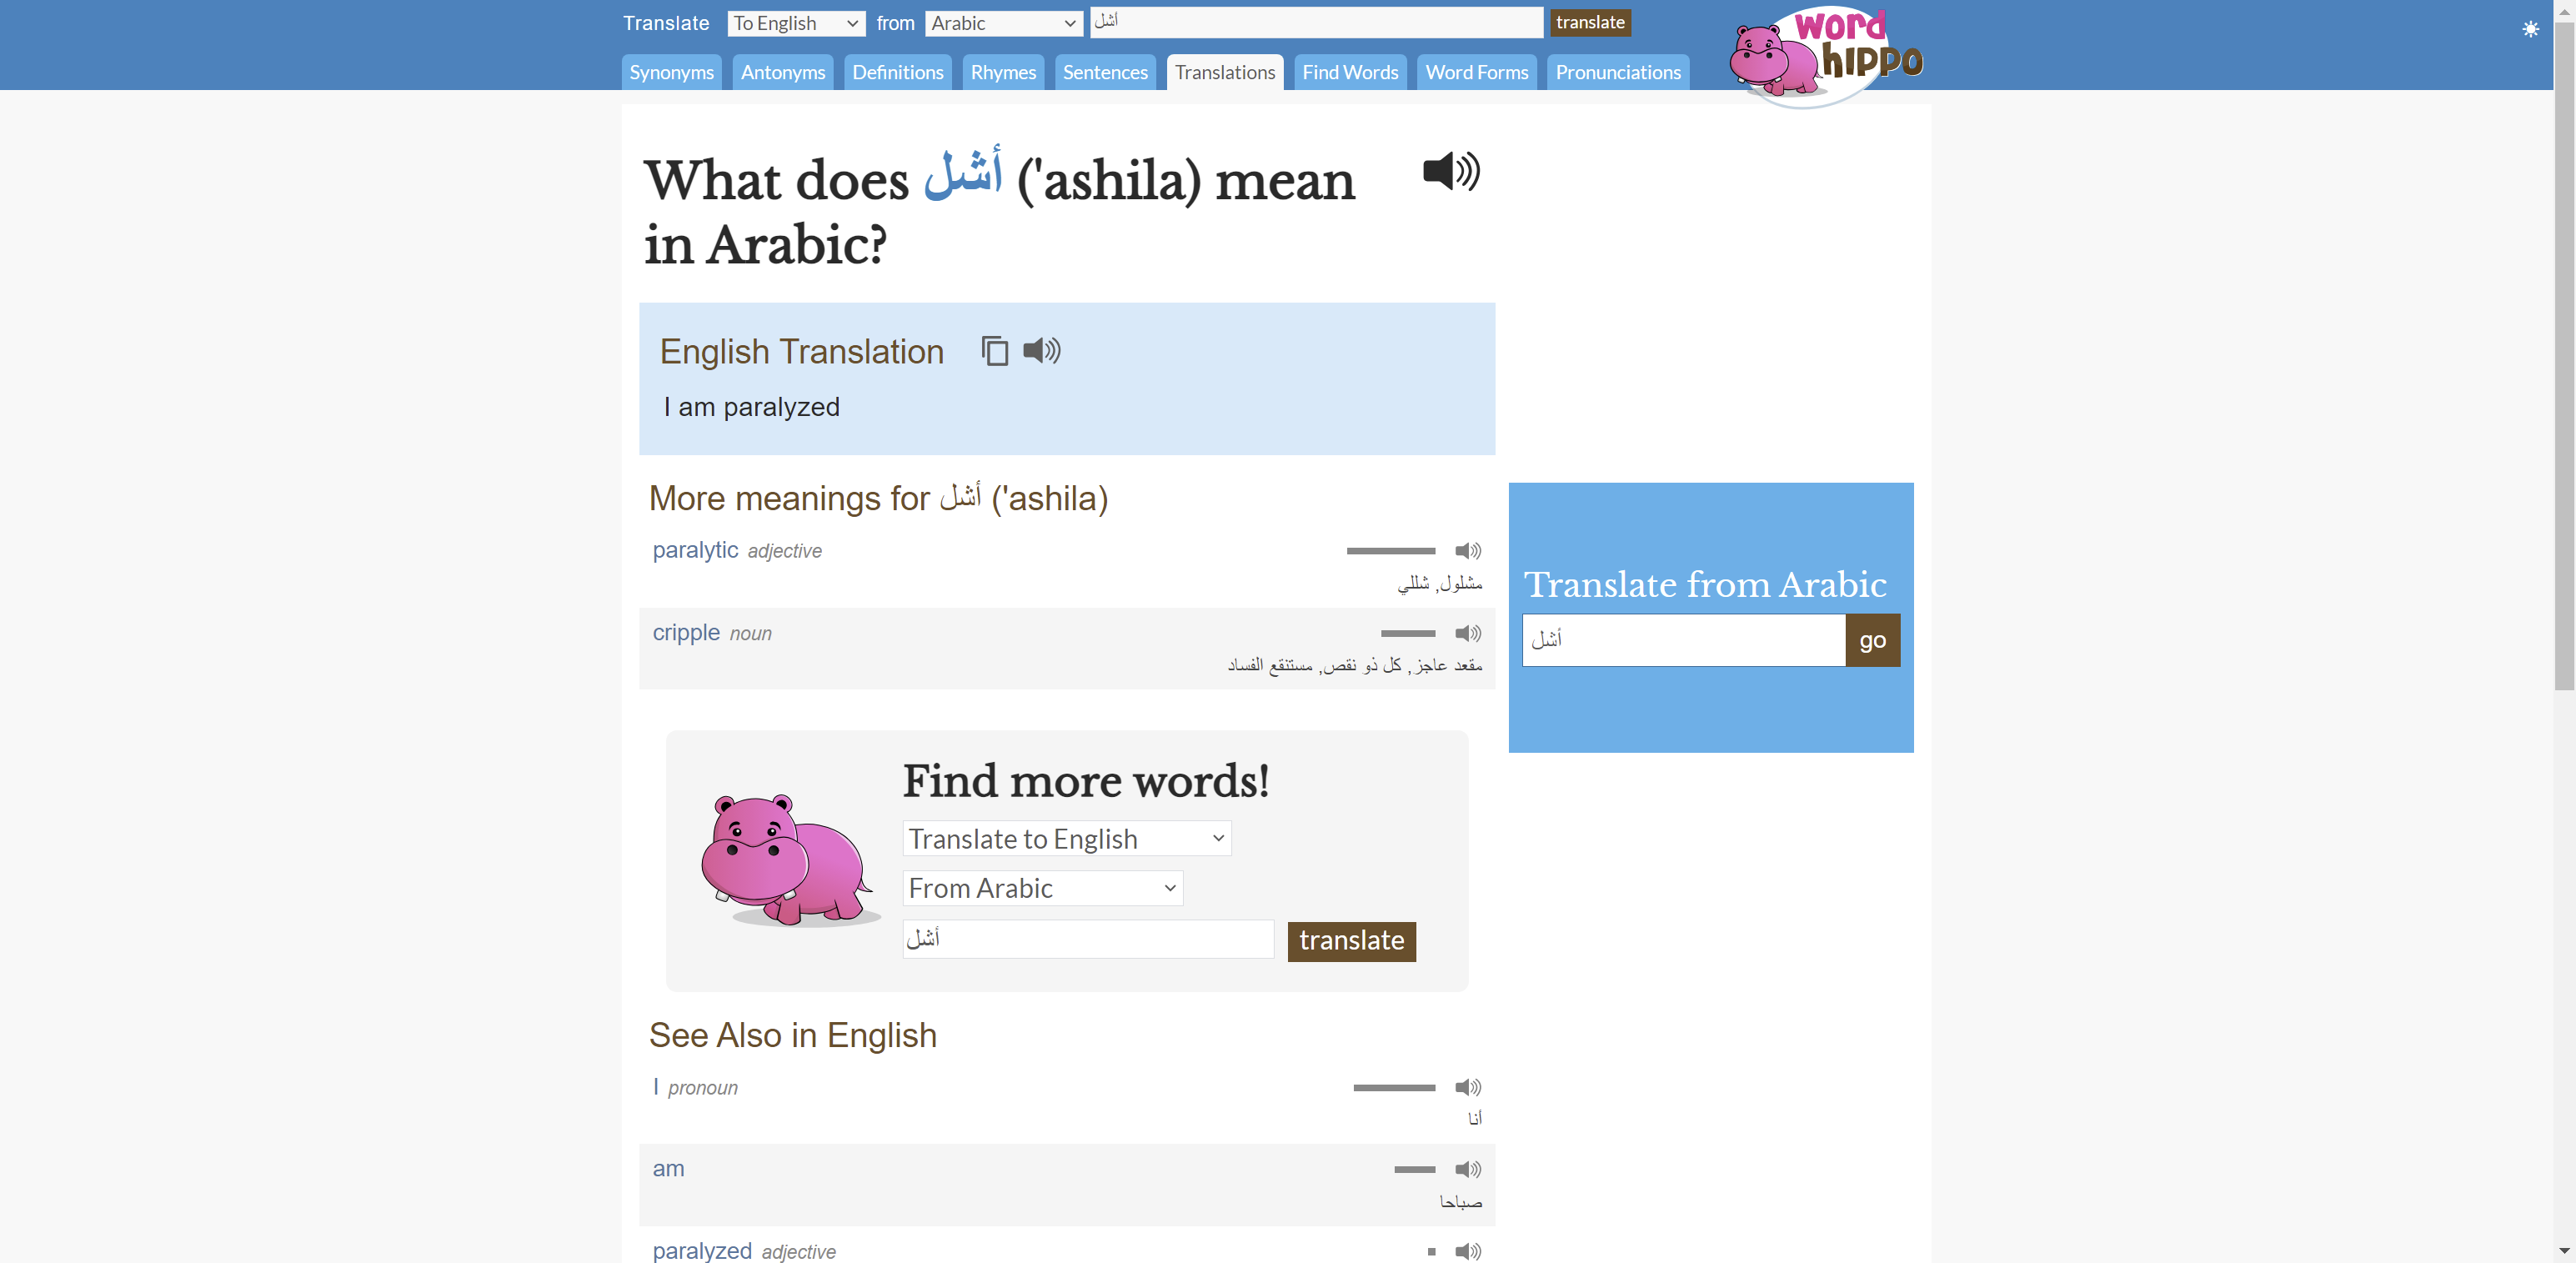 Translate To English from Arabic أشل translate
word hippo
Synonyms Antonyms Definitions Rhymes Sentences Translations Find Words Word Forms Pronunciations
What does أشل ('ashila) mean
in Arabic?
English Translation
I am paralyzed
More meanings for أشل ('ashila)
paralytic adjective
مشلول, شللي
cripple noun
مقعد عاجز, كل ذو نقص, مستنقع الفساد
Translate from Arabic
أشل go
Find more words!
Translate to English
From Arabic
أشل translate
See Also in English
I pronoun
أنا
am
صباحا
paralyzed adjective